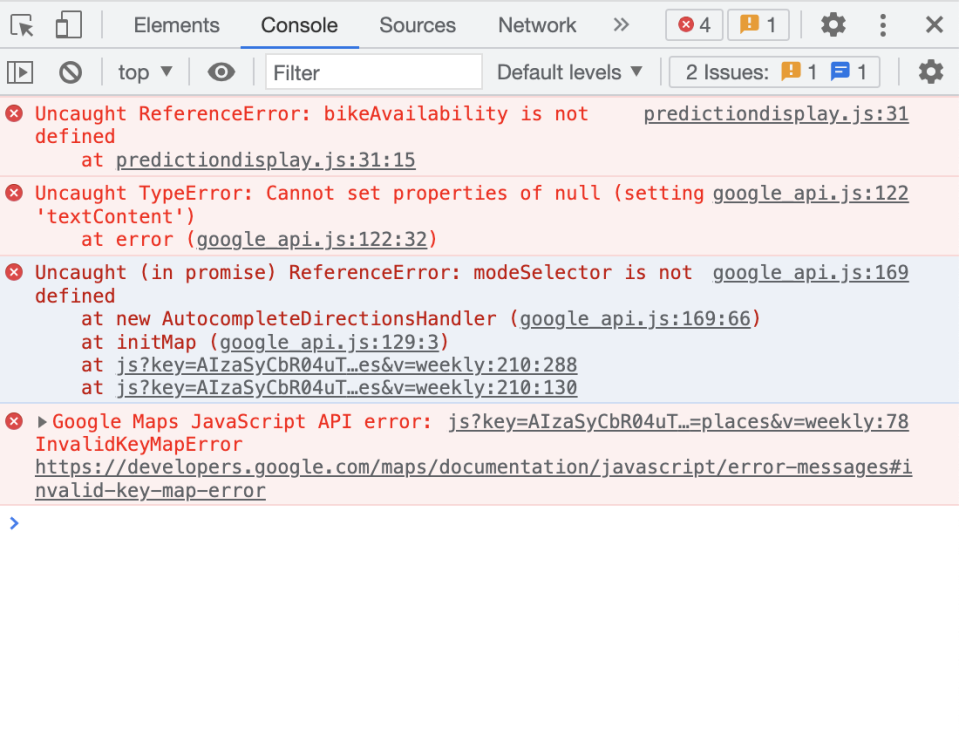 Elements Console Sources Network » 4 1
top ▼ Filter Default levels ▼ 2 Issues: 1 1
Uncaught ReferenceError: bikeAvailability is not predictiondisplay.js:31
defined
at predictiondisplay.js:31:15
Uncaught TypeError: Cannot set properties of null (setting google_api.js:122
'textContent')
at error (google_api.js:122:32)
Uncaught (in promise) ReferenceError: modeSelector is not google_api.js:169
defined
at new AutocompleteDirectionsHandler (google_api.js:169:66)
at initMap (google_api.js:129:3)
at js?key=AIzaSyCbR04uT…es&v=weekly:210:288
at js?key=AIzaSyCbR04uT…es&v=weekly:210:130
▶Google Maps JavaScript API error: js?key=AIzaSyCbR04uT…=places&v=weekly:78
InvalidKeyMapError
https://developers.google.com/maps/documentation/javascript/error-messages#i
nvalid-key-map-error